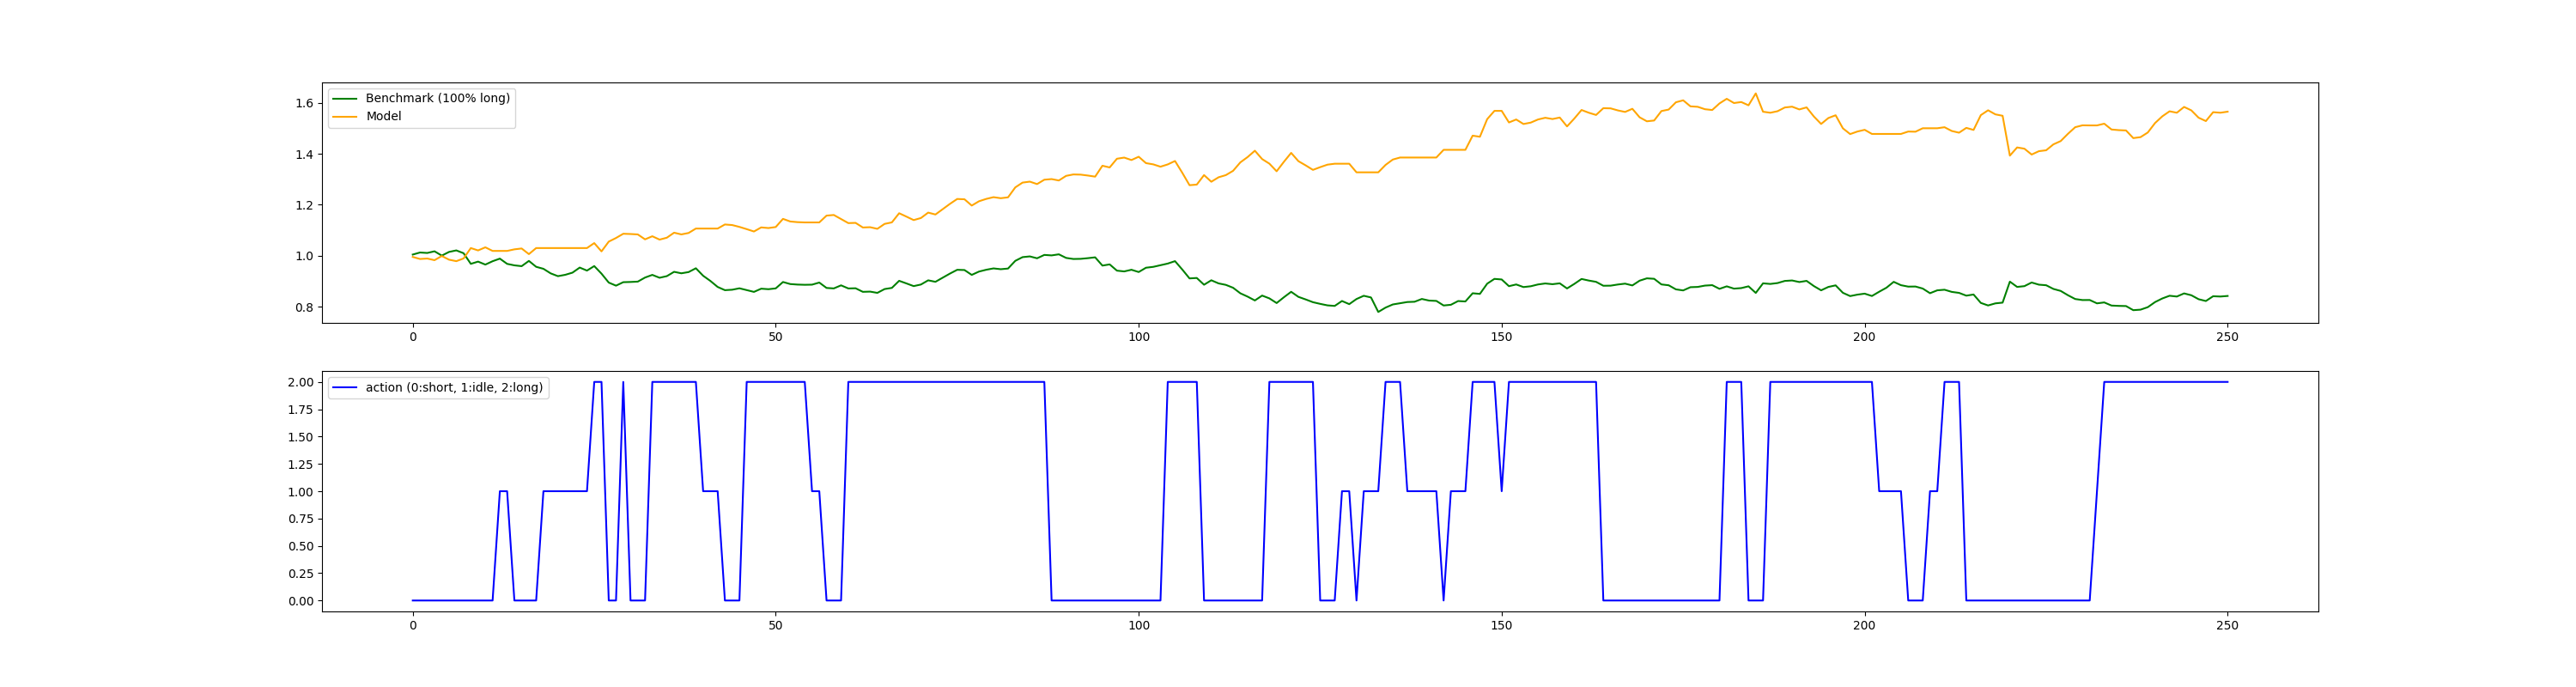 Benchmark (100% long)
Model
1.6
1.4
1.2
1.0
0.8
0 50 100 150 200 250
action (0:short, 1:idle, 2:long)
2.00
1.75
1.50
1.25
1.00
0.75
0.50
0.25
0.00
0 50 100 150 200 250